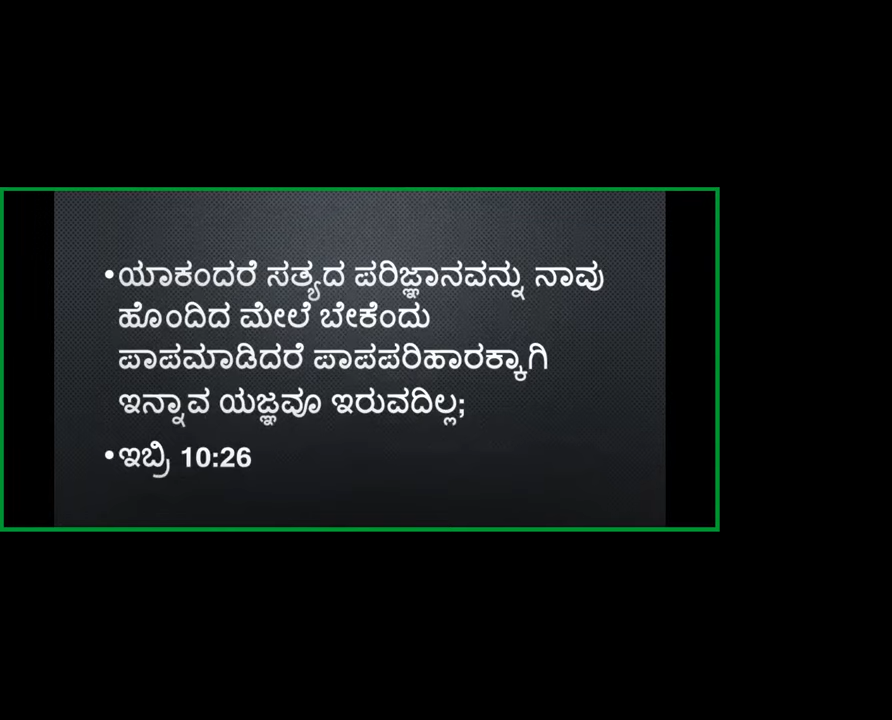 •ಯಾಕಂದರೆ ಸತ್ಯದ ಪರಿಜ್ಞಾನವನ್ನು ನಾವು
ಹೊಂದಿದ ಮೇಲೆ ಬೇಕೆಂದು
ಪಾಪಮಾಡಿದರೆ ಪಾಪಪರಿಹಾರಕ್ಕಾಗಿ
ಇನ್ನಾವ ಯಜ್ಞವೂ ಇರುವದಿಲ್ಲ;
•ಇಬ್ರಿ 10:26